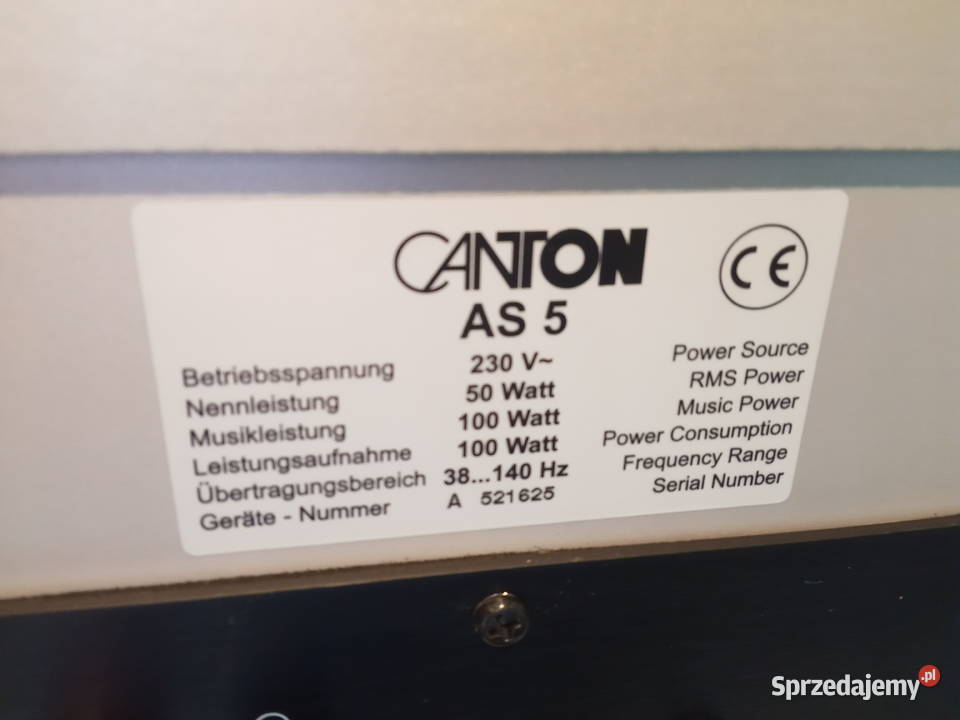 CANTON
CE
AS 5
Betriebsspannung 230 V~ Power Source
Nennleistung 50 Watt RMS Power
Musikleistung 100 Watt Music Power
Leistungsaufnahme 100 Watt Power Consumption
Übertragungsbereich 38...140 Hz Frequency Range
Geräte - Nummer A 521625 Serial Number
Sprzedajemy.pl